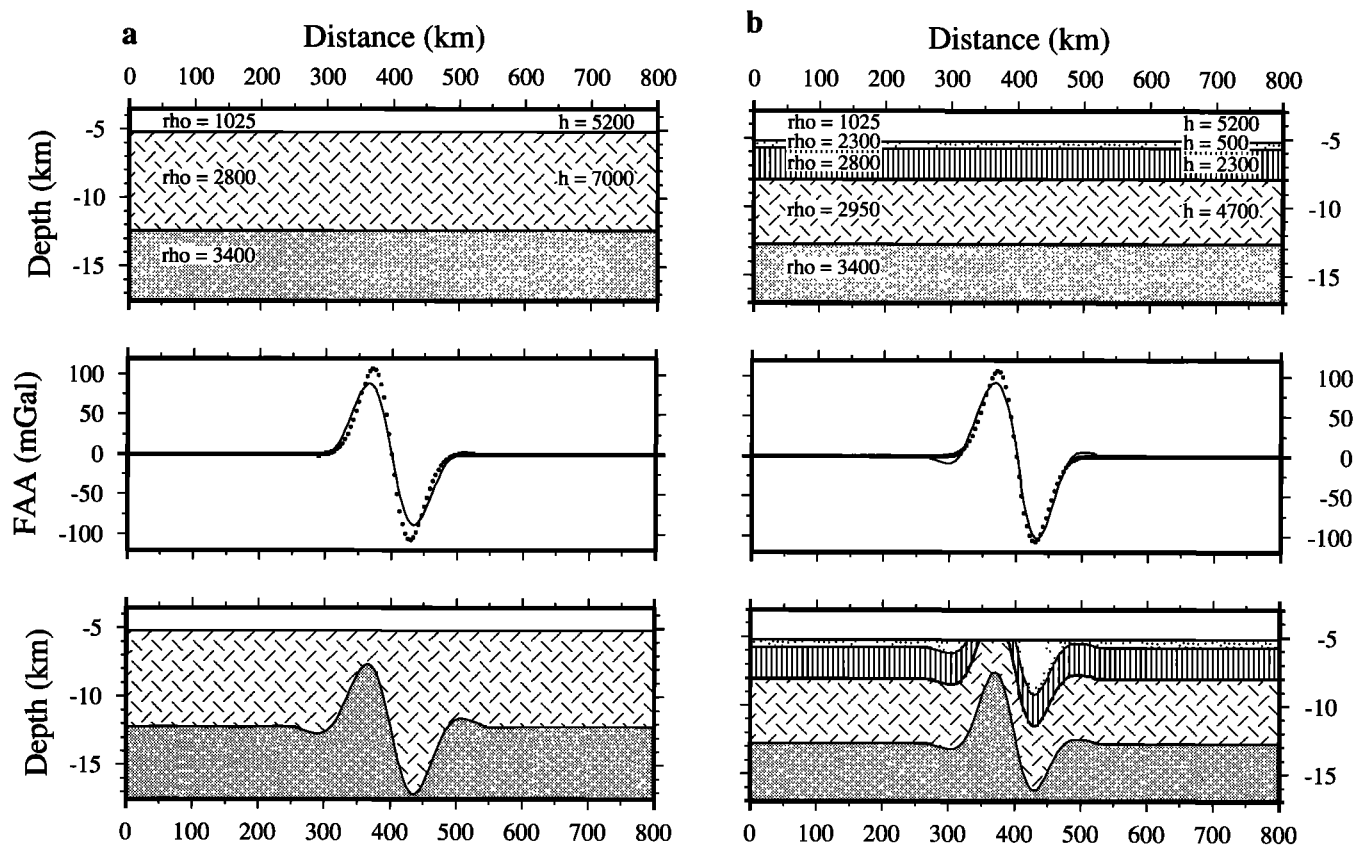 a
Distance (km)
0 100 200 300 400 500 600 700 800
Depth (km)
-5
-10
-15
rho = 1025 h = 5200
rho = 2800 h = 7000
rho = 3400
FAA (mGal)
100
50
0
-50
-100
Depth (km)
-5
-10
-15
0 100 200 300 400 500 600 700 800
b
Distance (km)
0 100 200 300 400 500 600 700 800
rho = 1025 h = 5200
rho = 2300 h = 500
rho = 2800 h = 2300
rho = 2950 h = 4700
rho = 3400
-5
-10
-15
100
50
0
-50
-100
-5
-10
-15
0 100 200 300 400 500 600 700 800